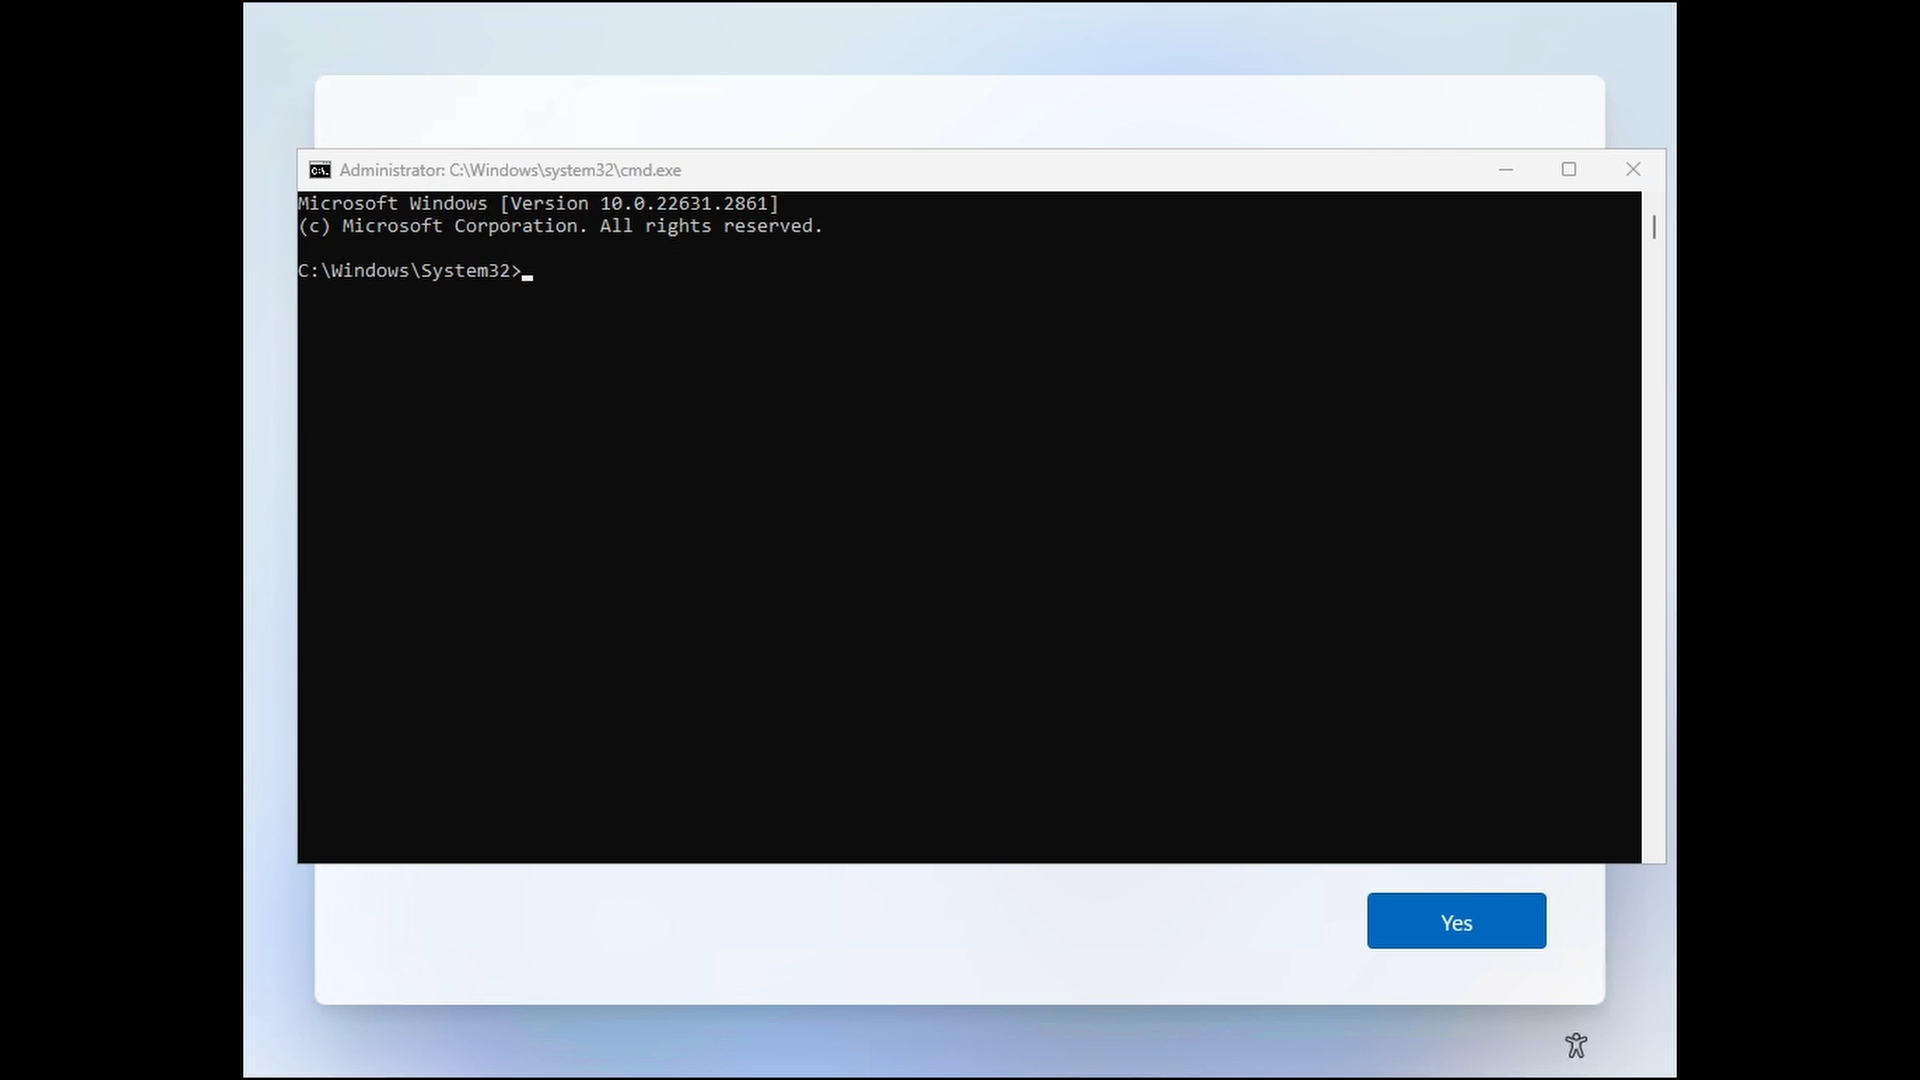 Administrator: C:\Windows\system32\cmd.exe
Microsoft Windows [Version 10.0.22631.2861]
(c) Microsoft Corporation. All rights reserved.
C:\Windows\System32>
Yes